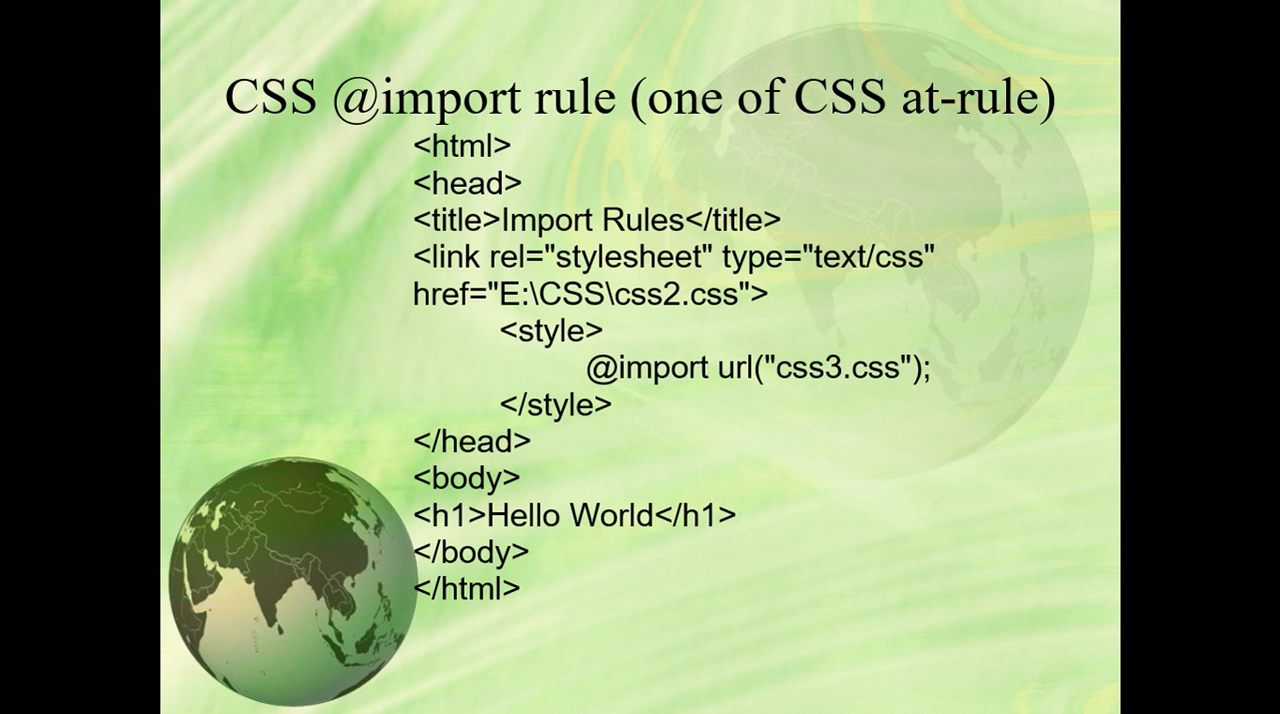 CSS @import rule (one of CSS at-rule)
<html>
<head>
<title>Import Rules</title>
<link rel="stylesheet" type="text/css"
href="E:\CSS\css2.css">
<style>
@import url("css3.css");
</style>
</head>
<body>
<h1>Hello World</h1>
</body>
</html>